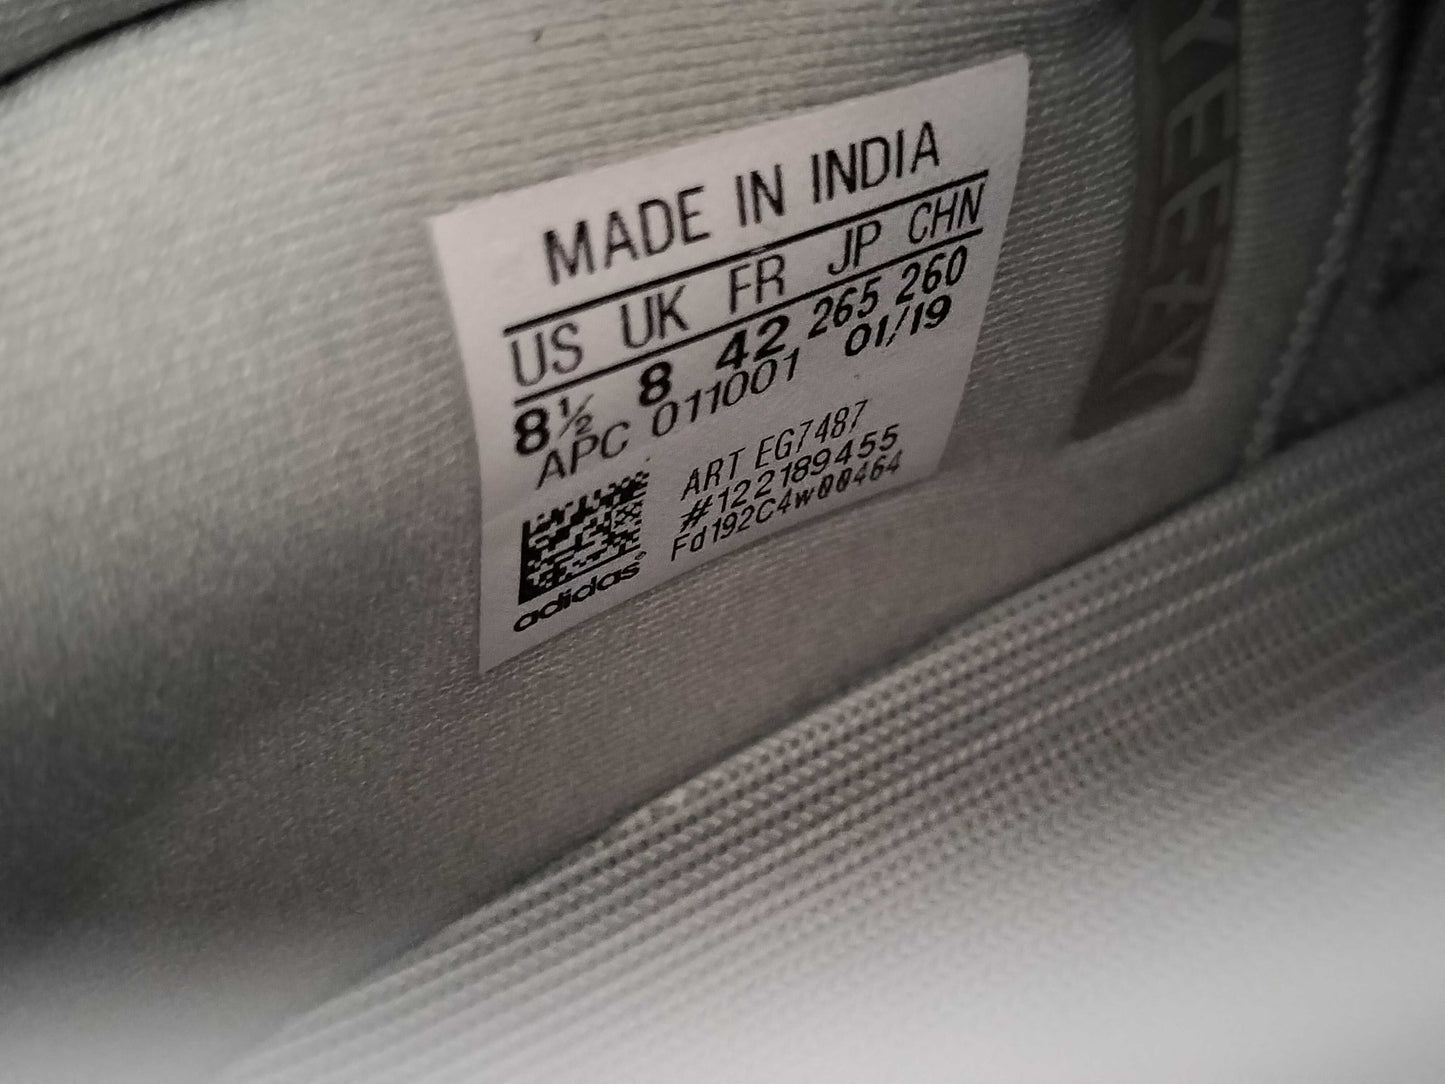 MADE IN INDIA
US UK FR JP CHN
8½ 8 42 265 260
APC 011001 01/19
ART EG7487
#122189455
Fd192C4w00464
adidas
YEEZY